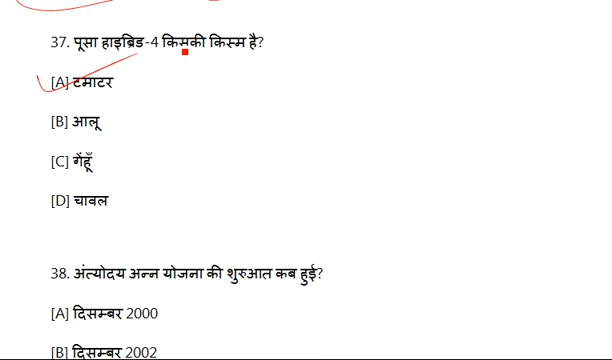 37. पूसा हाइब्रिड-4 किसकी किस्म है?
[A] टमाटर
[B] आलू
[C] गेंहूँ
[D] चावल
38. अंत्योदय अन्न योजना की शुरुआत कब हुई?
[A] दिसम्बर 2000
[B] दिसम्बर 2002